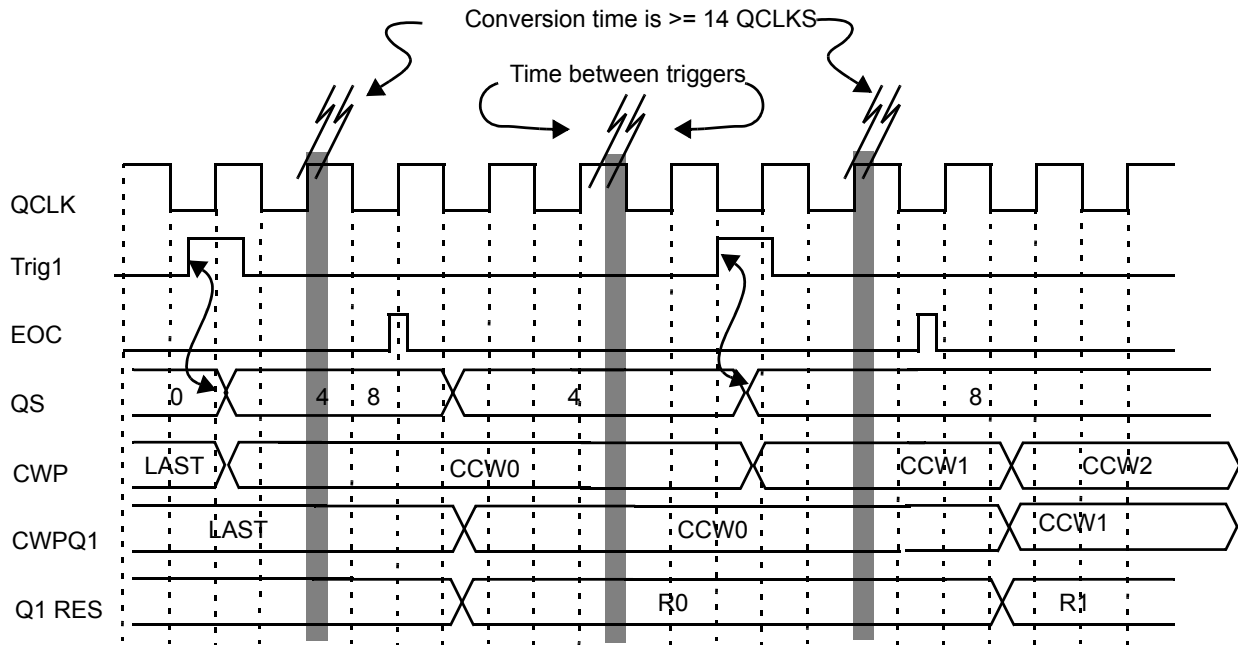 Conversion time is >= 14 QCLKS
Time between triggers
QCLK
Trig1
EOC
QS 0 4 8 4 8
CWP LAST CCW0 CCW1 CCW2
CWPQ1 LAST CCW0 CCW1
Q1 RES R0 R1